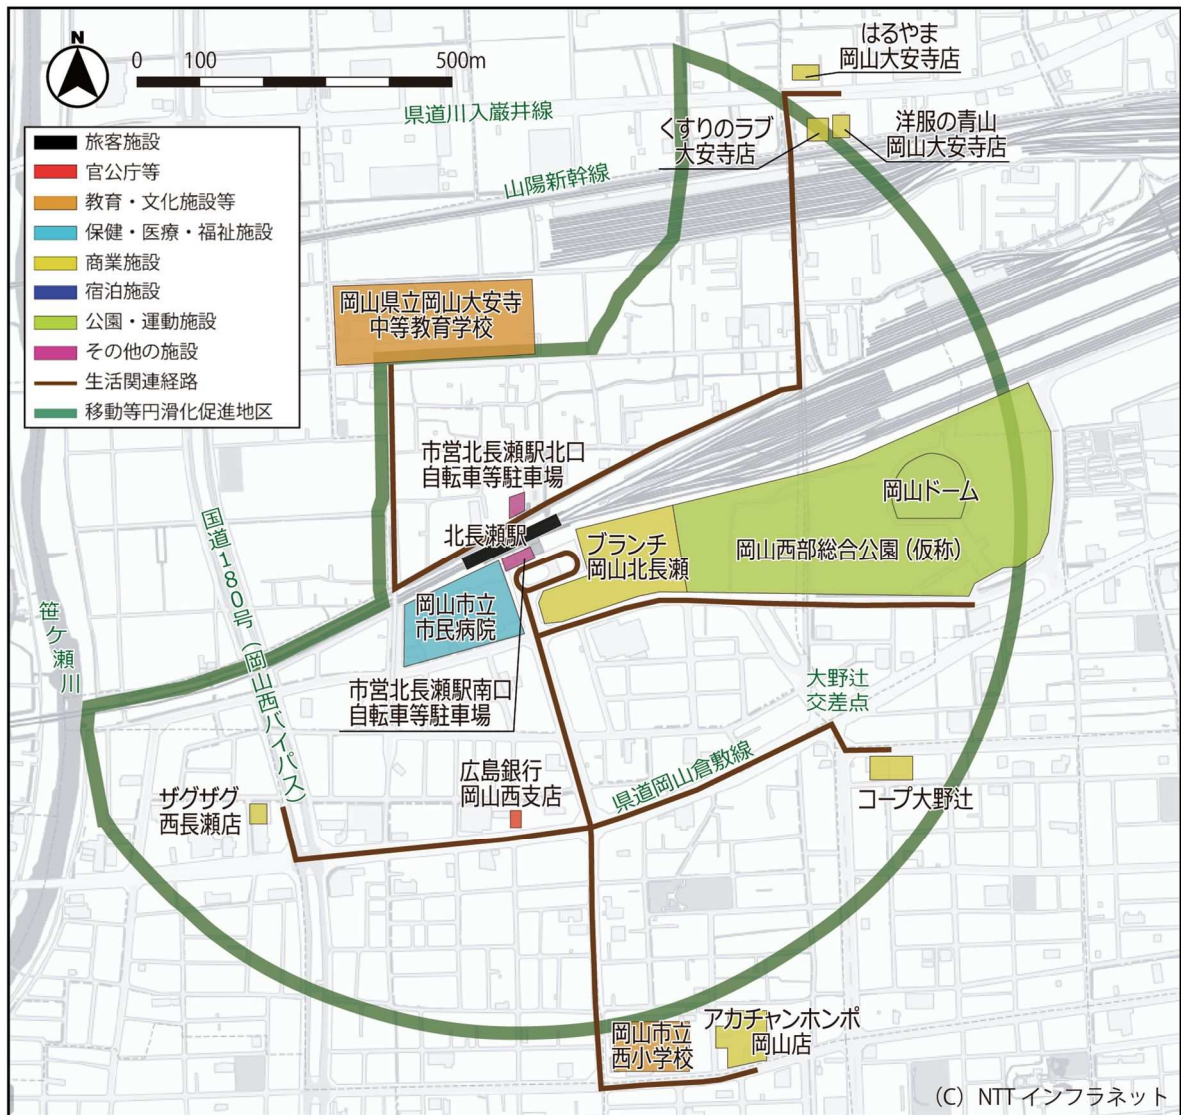 N
0 100 500m
旅客施設
官公庁等
教育・文化施設等
保健・医療・福祉施設
商業施設
宿泊施設
公園・運動施設
その他の施設
生活関連経路
移動等円滑化促進地区
はるやま
岡山大安寺店
県道川入巌井線
くすりのラブ
大安寺店
洋服の青山
岡山大安寺店
山陽新幹線
岡山県立岡山大安寺
中等教育学校
市営北長瀬駅北口
自転車等駐車場
北長瀬駅
ブランチ
岡山北長瀬
岡山ドーム
岡山西部総合公園(仮称)
岡山市立
市民病院
国道180号(岡山西バイパス)
笹ケ瀬川
市営北長瀬駅南口
自転車等駐車場
大野辻
交差点
県道岡山倉敷線
広島銀行
岡山西支店
ザグザグ
西長瀬店
コープ大野辻
岡山市立
西小学校
アカチャンホンポ
岡山店
(C) NTTインフラネット